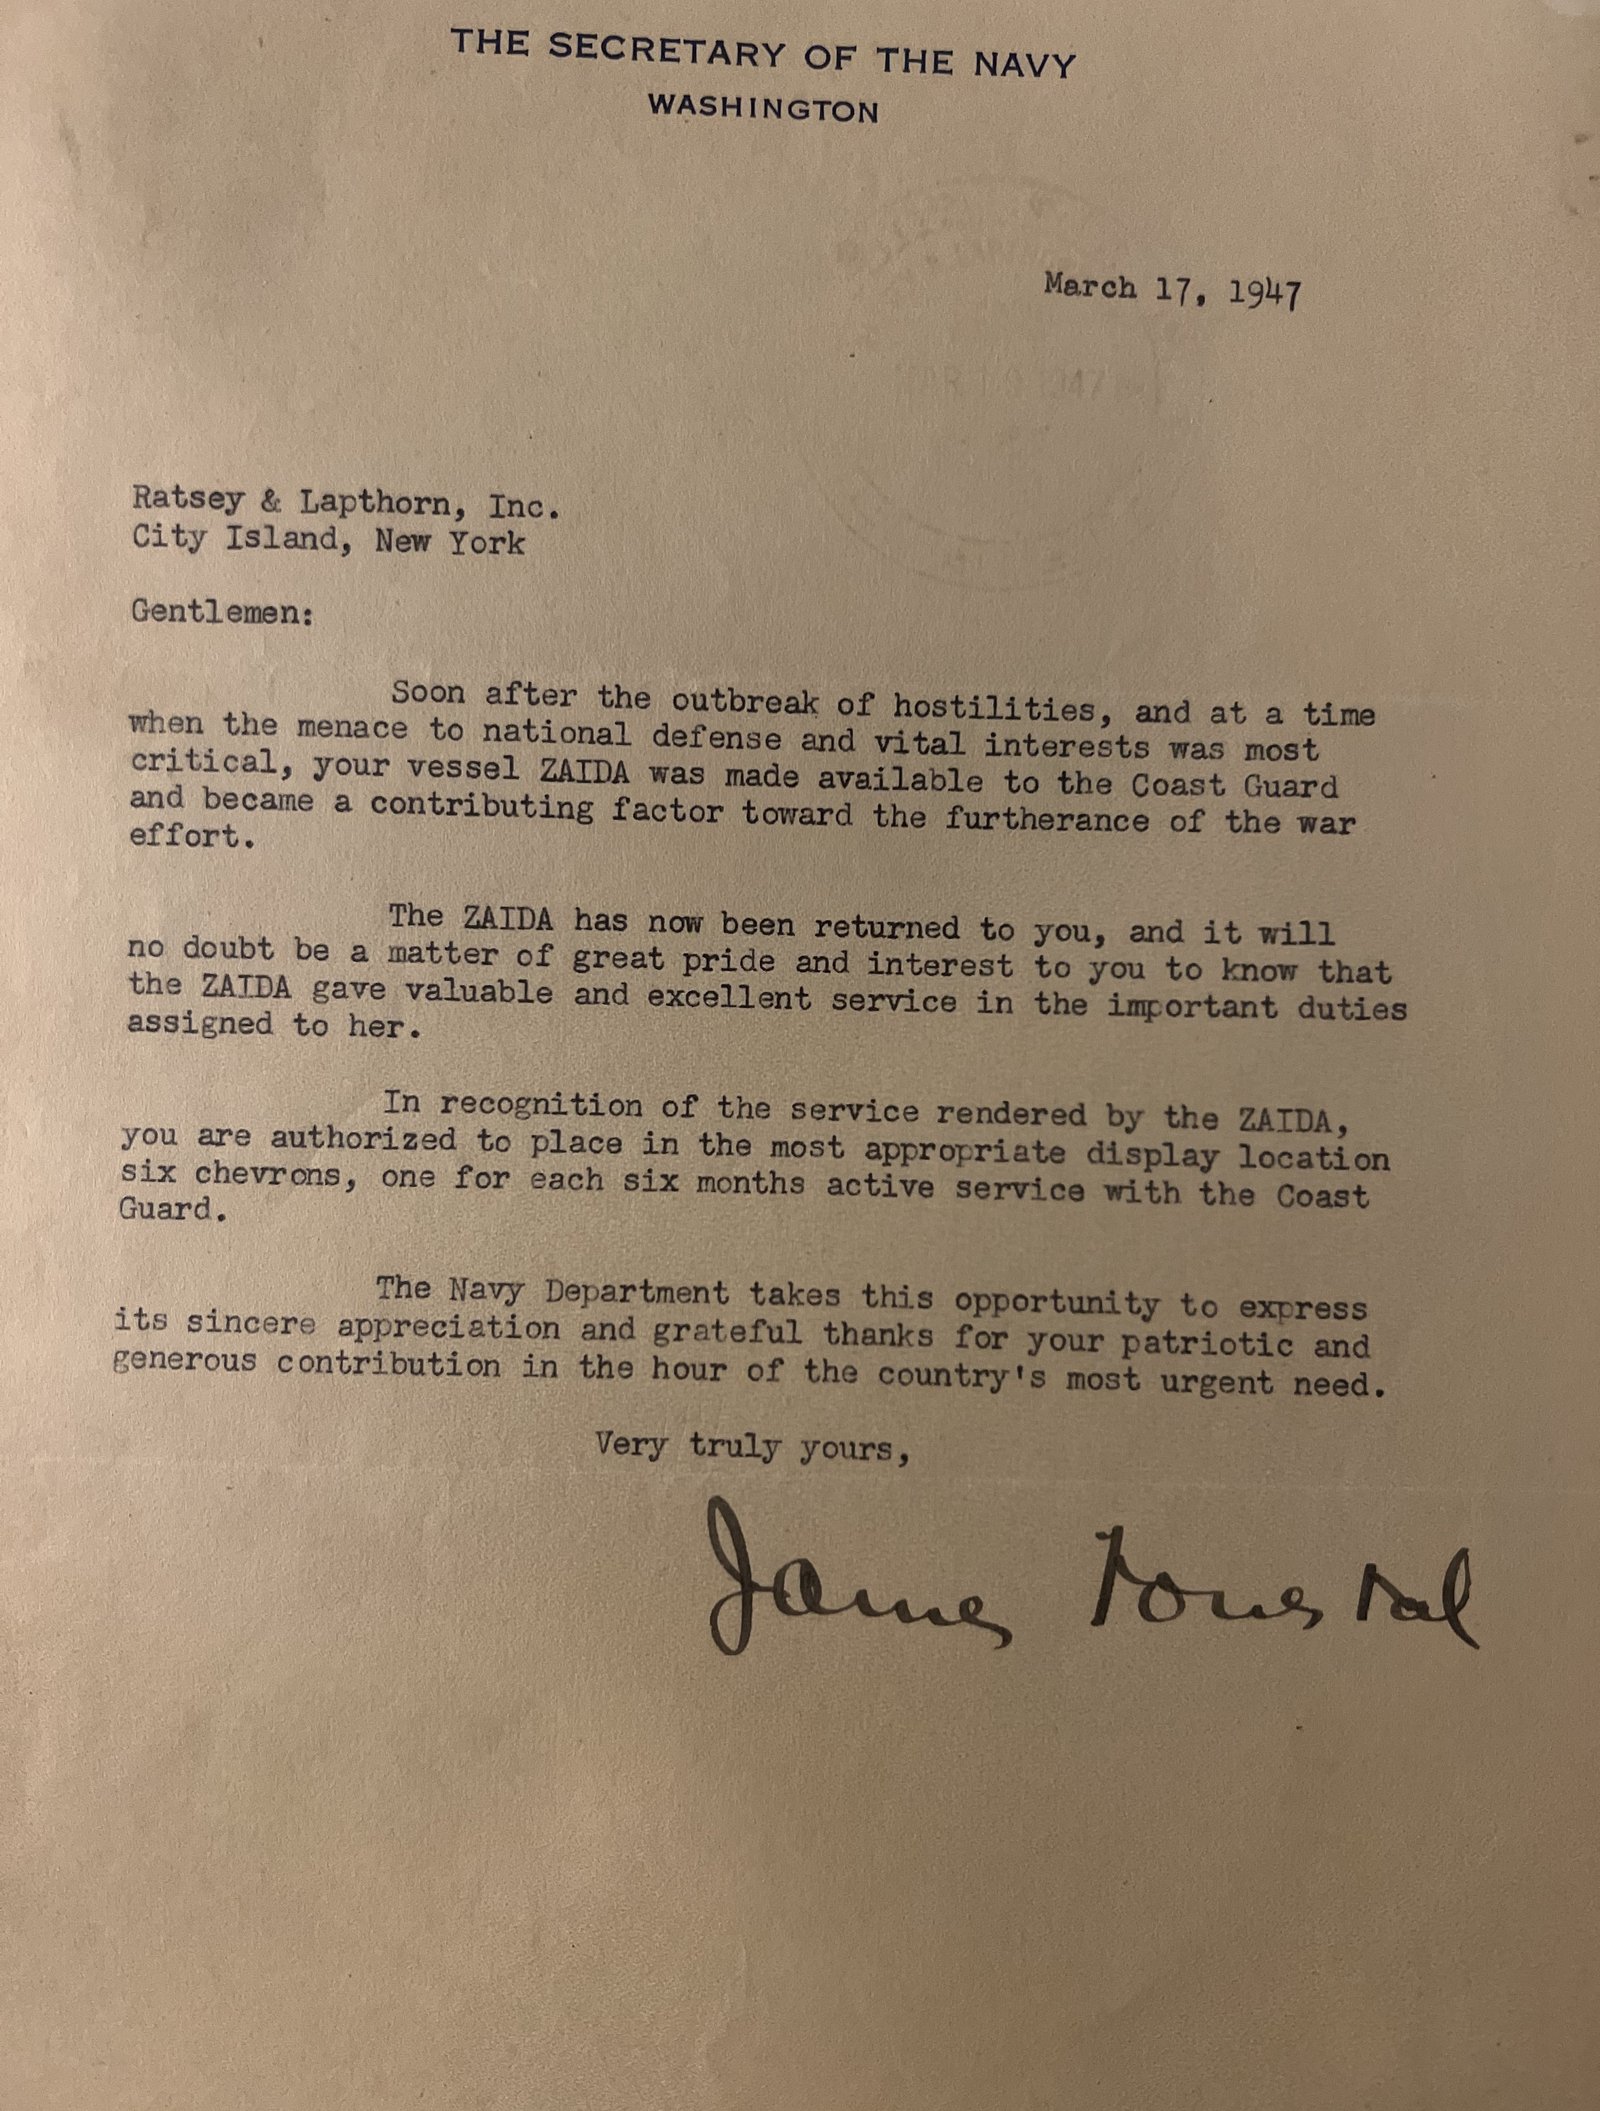 THE SECRETARY OF THE NAVY
WASHINGTON
March 17, 1947
Ratsey & Lapthorn, Inc.
City Island, New York
Gentlemen:
Soon after the outbreak of hostilities, and at a time
when the menace to national defense and vital interests was most
critical, your vessel ZAIDA was made available to the Coast Guard
and became a contributing factor toward the furtherance of the war
effort.
The ZAIDA has now been returned to you, and it will
no doubt be a matter of great pride and interest to you to know that
the ZAIDA gave valuable and excellent service in the important duties
assigned to her.
In recognition of the service rendered by the ZAIDA,
you are authorized to place in the most appropriate display location
six chevrons, one for each six months active service with the Coast
Guard.
The Navy Department takes this opportunity to express
its sincere appreciation and grateful thanks for your patriotic and
generous contribution in the hour of the country's most urgent need.
Very truly yours,
James Forrestal